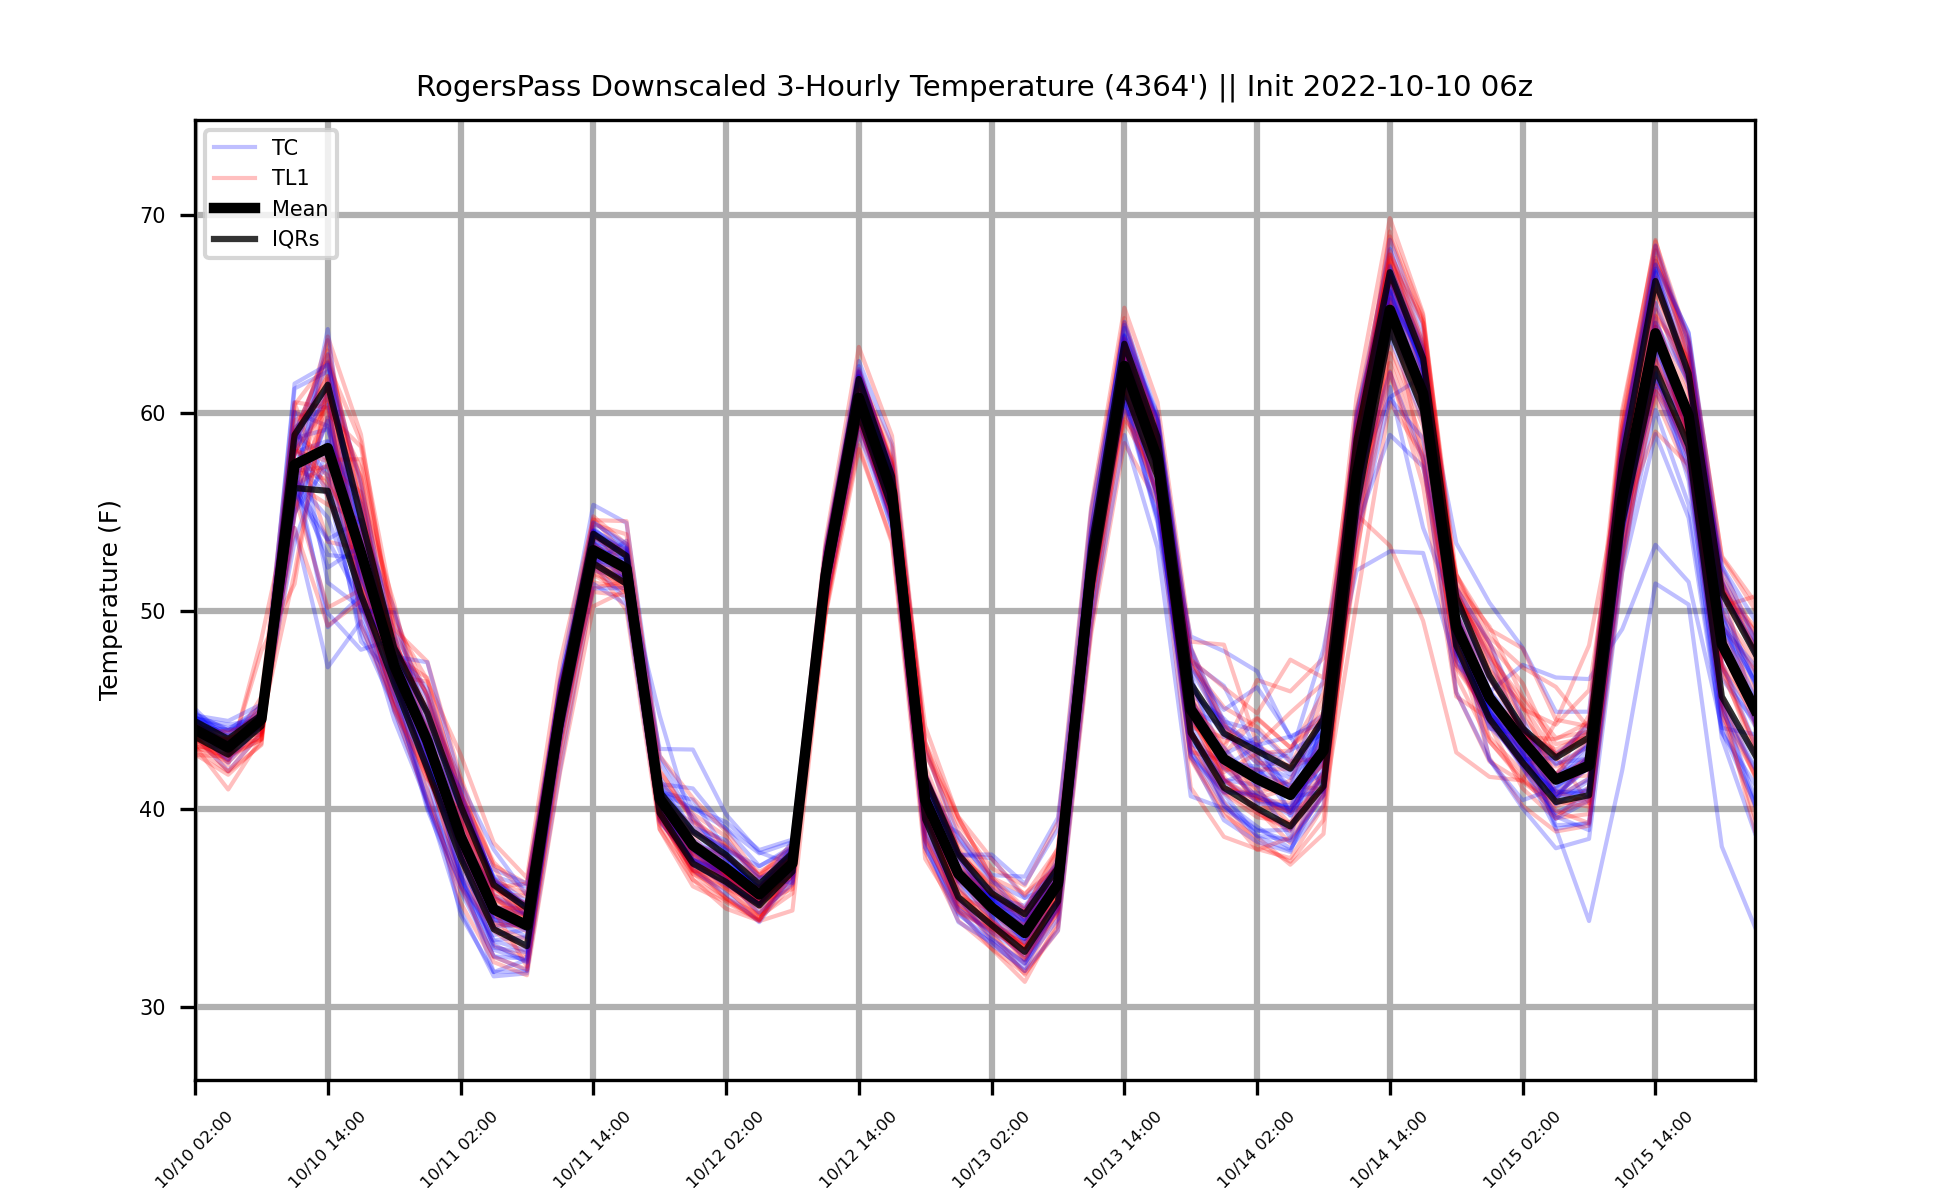 RogersPass Downscaled 3-Hourly Temperature (4364') || Init 2022-10-10 06z
TC
TL1
Mean
IQRs
Temperature (F)
70
60
50
40
30
10/10 02:00
10/10 14:00
10/11 02:00
10/11 14:00
10/12 02:00
10/12 14:00
10/13 02:00
10/13 14:00
10/14 02:00
10/14 14:00
10/15 02:00
10/15 14:00